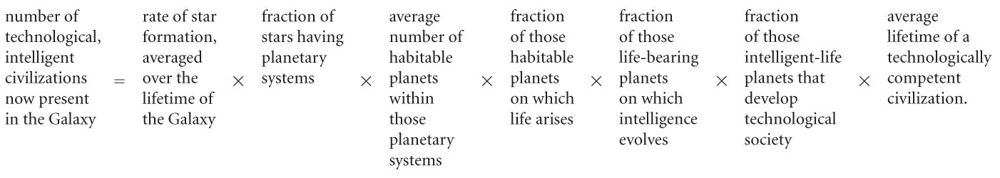 number of
technological,
intelligent
civilizations
now present
in the Galaxy
=
rate of star
formation,
averaged
over the
lifetime of
the Galaxy
×
fraction of
stars having
planetary
systems
×
average
number of
habitable
planets
within
those
planetary
systems
×
fraction
of those
habitable
planets
on which
life arises
×
fraction
of those
life-bearing
planets
on which
intelligence
evolves
×
fraction
of those
intelligent-life
planets that
develop
technological
society
×
average
lifetime of a
technologically
competent
civilization.